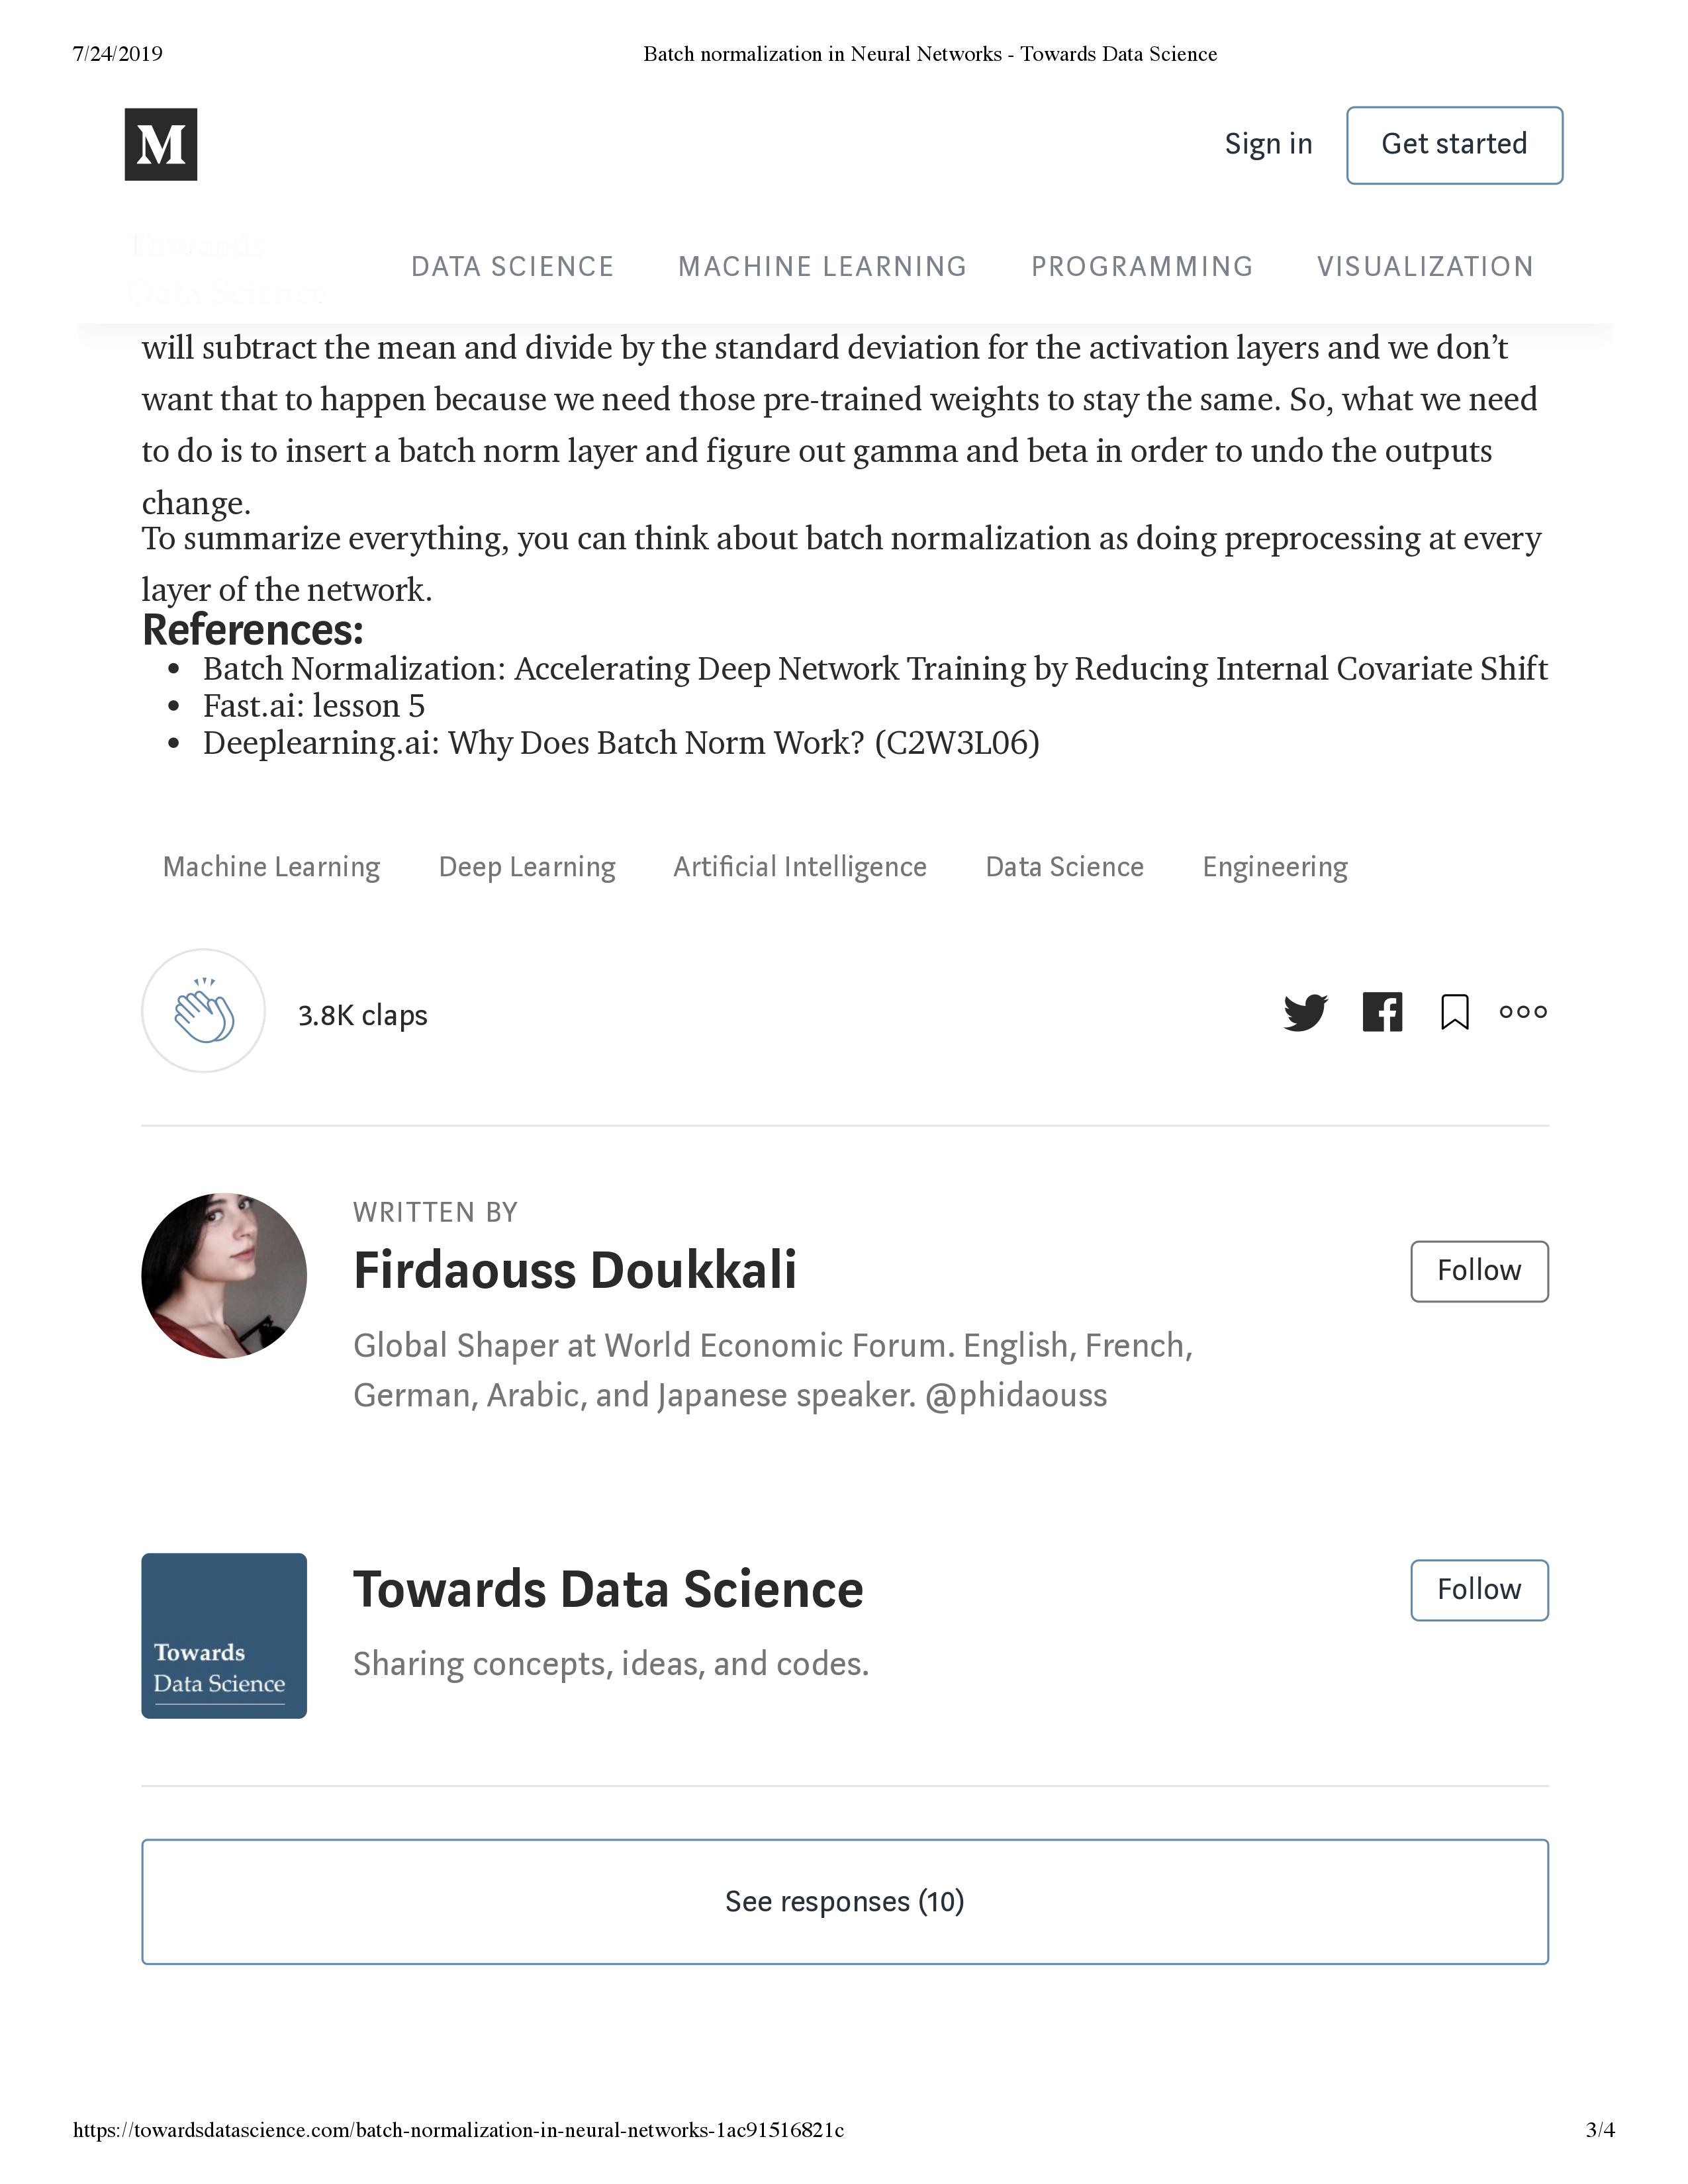 7/24/2019 Batch normalization in Neural Networks - Towards Data Science
M Sign in Get started
DATA SCIENCE MACHINE LEARNING PROGRAMMING VISUALIZATION
will subtract the mean and divide by the standard deviation for the activation layers and we don’t
want that to happen because we need those pre-trained weights to stay the same. So, what we need
to do is to insert a batch norm layer and figure out gamma and beta in order to undo the outputs
change.
To summarize everything, you can think about batch normalization as doing preprocessing at every
layer of the network.
References:
• Batch Normalization: Accelerating Deep Network Training by Reducing Internal Covariate Shift
• Fast.ai: lesson 5
• Deeplearning.ai: Why Does Batch Norm Work? (C2W3L06)
Machine Learning Deep Learning Artificial Intelligence Data Science Engineering
3.8K claps
WRITTEN BY
Firdaouss Doukkali
Follow
Global Shaper at World Economic Forum. English, French,
German, Arabic, and Japanese speaker. @phidaouss
Towards Data Science
Follow
Sharing concepts, ideas, and codes.
Towards
Data Science
See responses (10)
https://towardsdatascience.com/batch-normalization-in-neural-networks-1ac91516821c 3/4